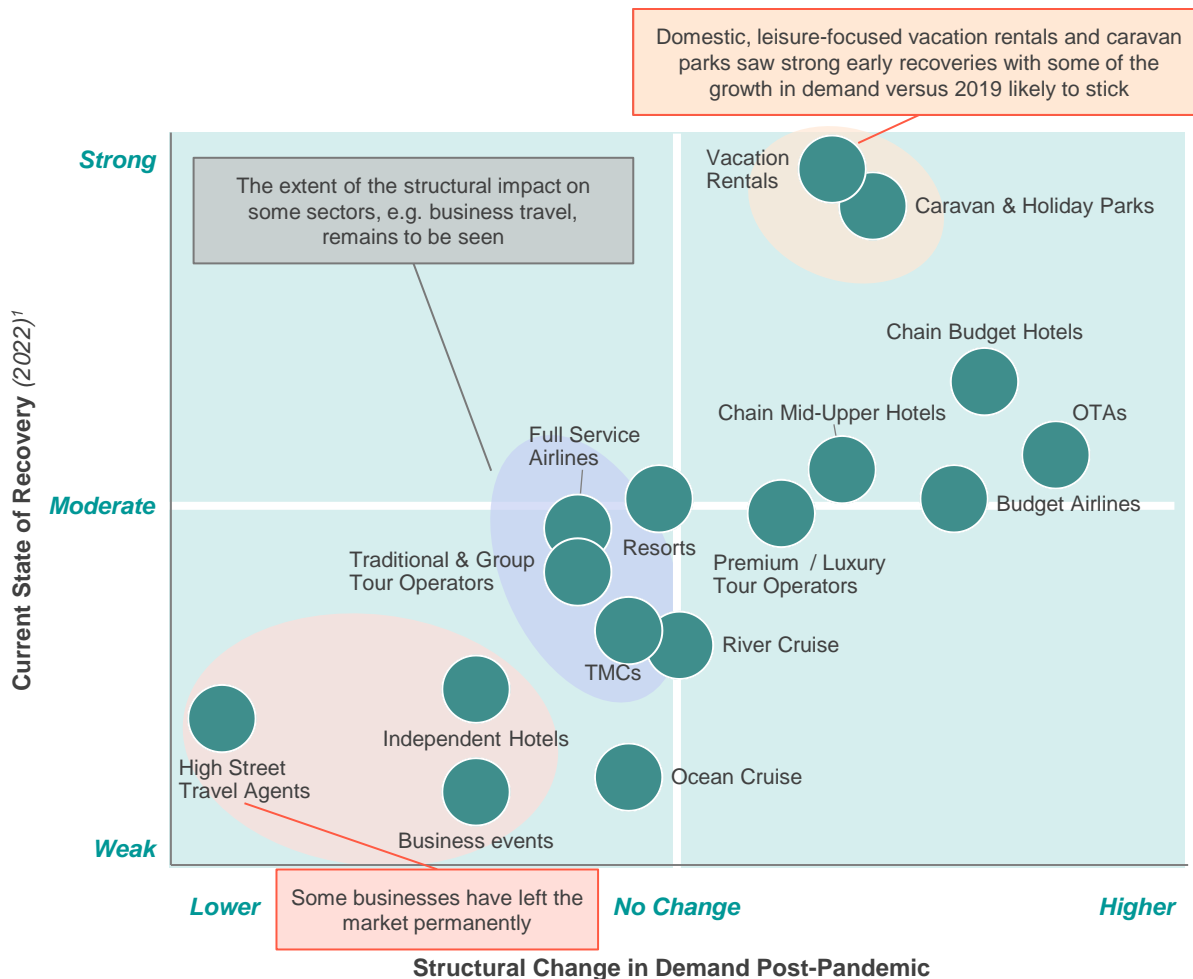 Domestic, leisure-focused vacation rentals and caravan
parks saw strong early recoveries with some of the
growth in demand versus 2019 likely to stick
Strong
The extent of the structural impact on
some sectors, e.g. business travel,
remains to be seen
Vacation
Rentals
Caravan & Holiday Parks
Chain Budget Hotels
Chain Mid-Upper Hotels
OTAs
Full Service
Airlines
Current State of Recovery (2022)¹
Moderate
Budget Airlines
Resorts
Traditional & Group
Tour Operators
Premium / Luxury
Tour Operators
River Cruise
TMCs
Independent Hotels
High Street
Travel Agents
Ocean Cruise
Business events
Weak
Some businesses have left the
market permanently
Lower
No Change
Higher
Structural Change in Demand Post-Pandemic